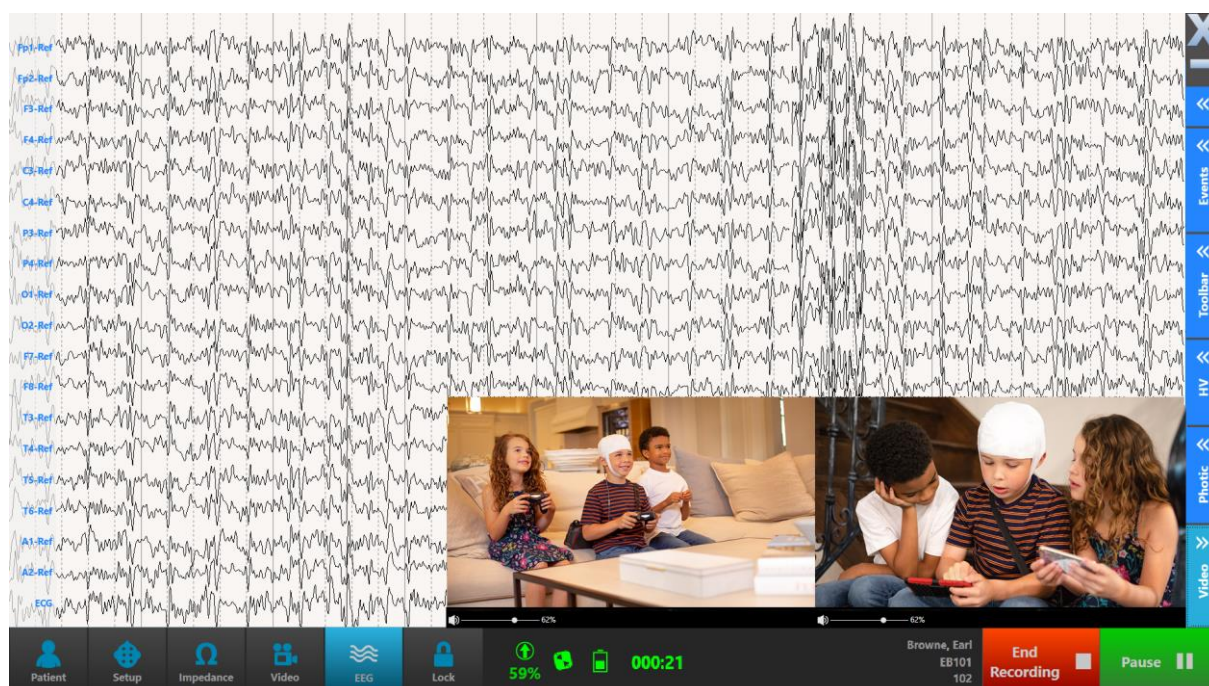 Fp1-Ref
Fp2-Ref
F3-Ref
F4-Ref
C3-Ref
C4-Ref
P3-Ref
P4-Ref
O1-Ref
O2-Ref
F7-Ref
F8-Ref
T3-Ref
T4-Ref
T5-Ref
T6-Ref
A1-Ref
A2-Ref
ECG
62%
62%
X
Events
Toolbar
HV
Photic
Video
Patient
Setup
Ω
Impedance
Video
EEG
Lock
59%
000:21
Browne, Earl
EB101
102
End
Recording
Pause